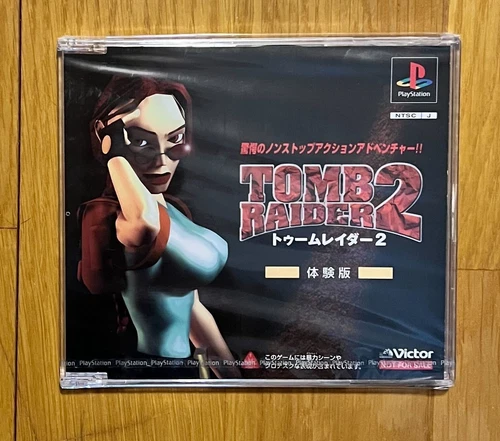 PlayStation
NTSC J
驚愕のノンストップアクションアドベンチャー!!
TOMB
RAIDER 2
トゥームレイダー2
体験版
PlayStation PlayStation PlayStation PlayStation PlayStation PlayStation PlayStation PlayStation
このゲームには暴力シーンや
グロテスクな表現が含まれています。
Victor
NOT FOR SALE